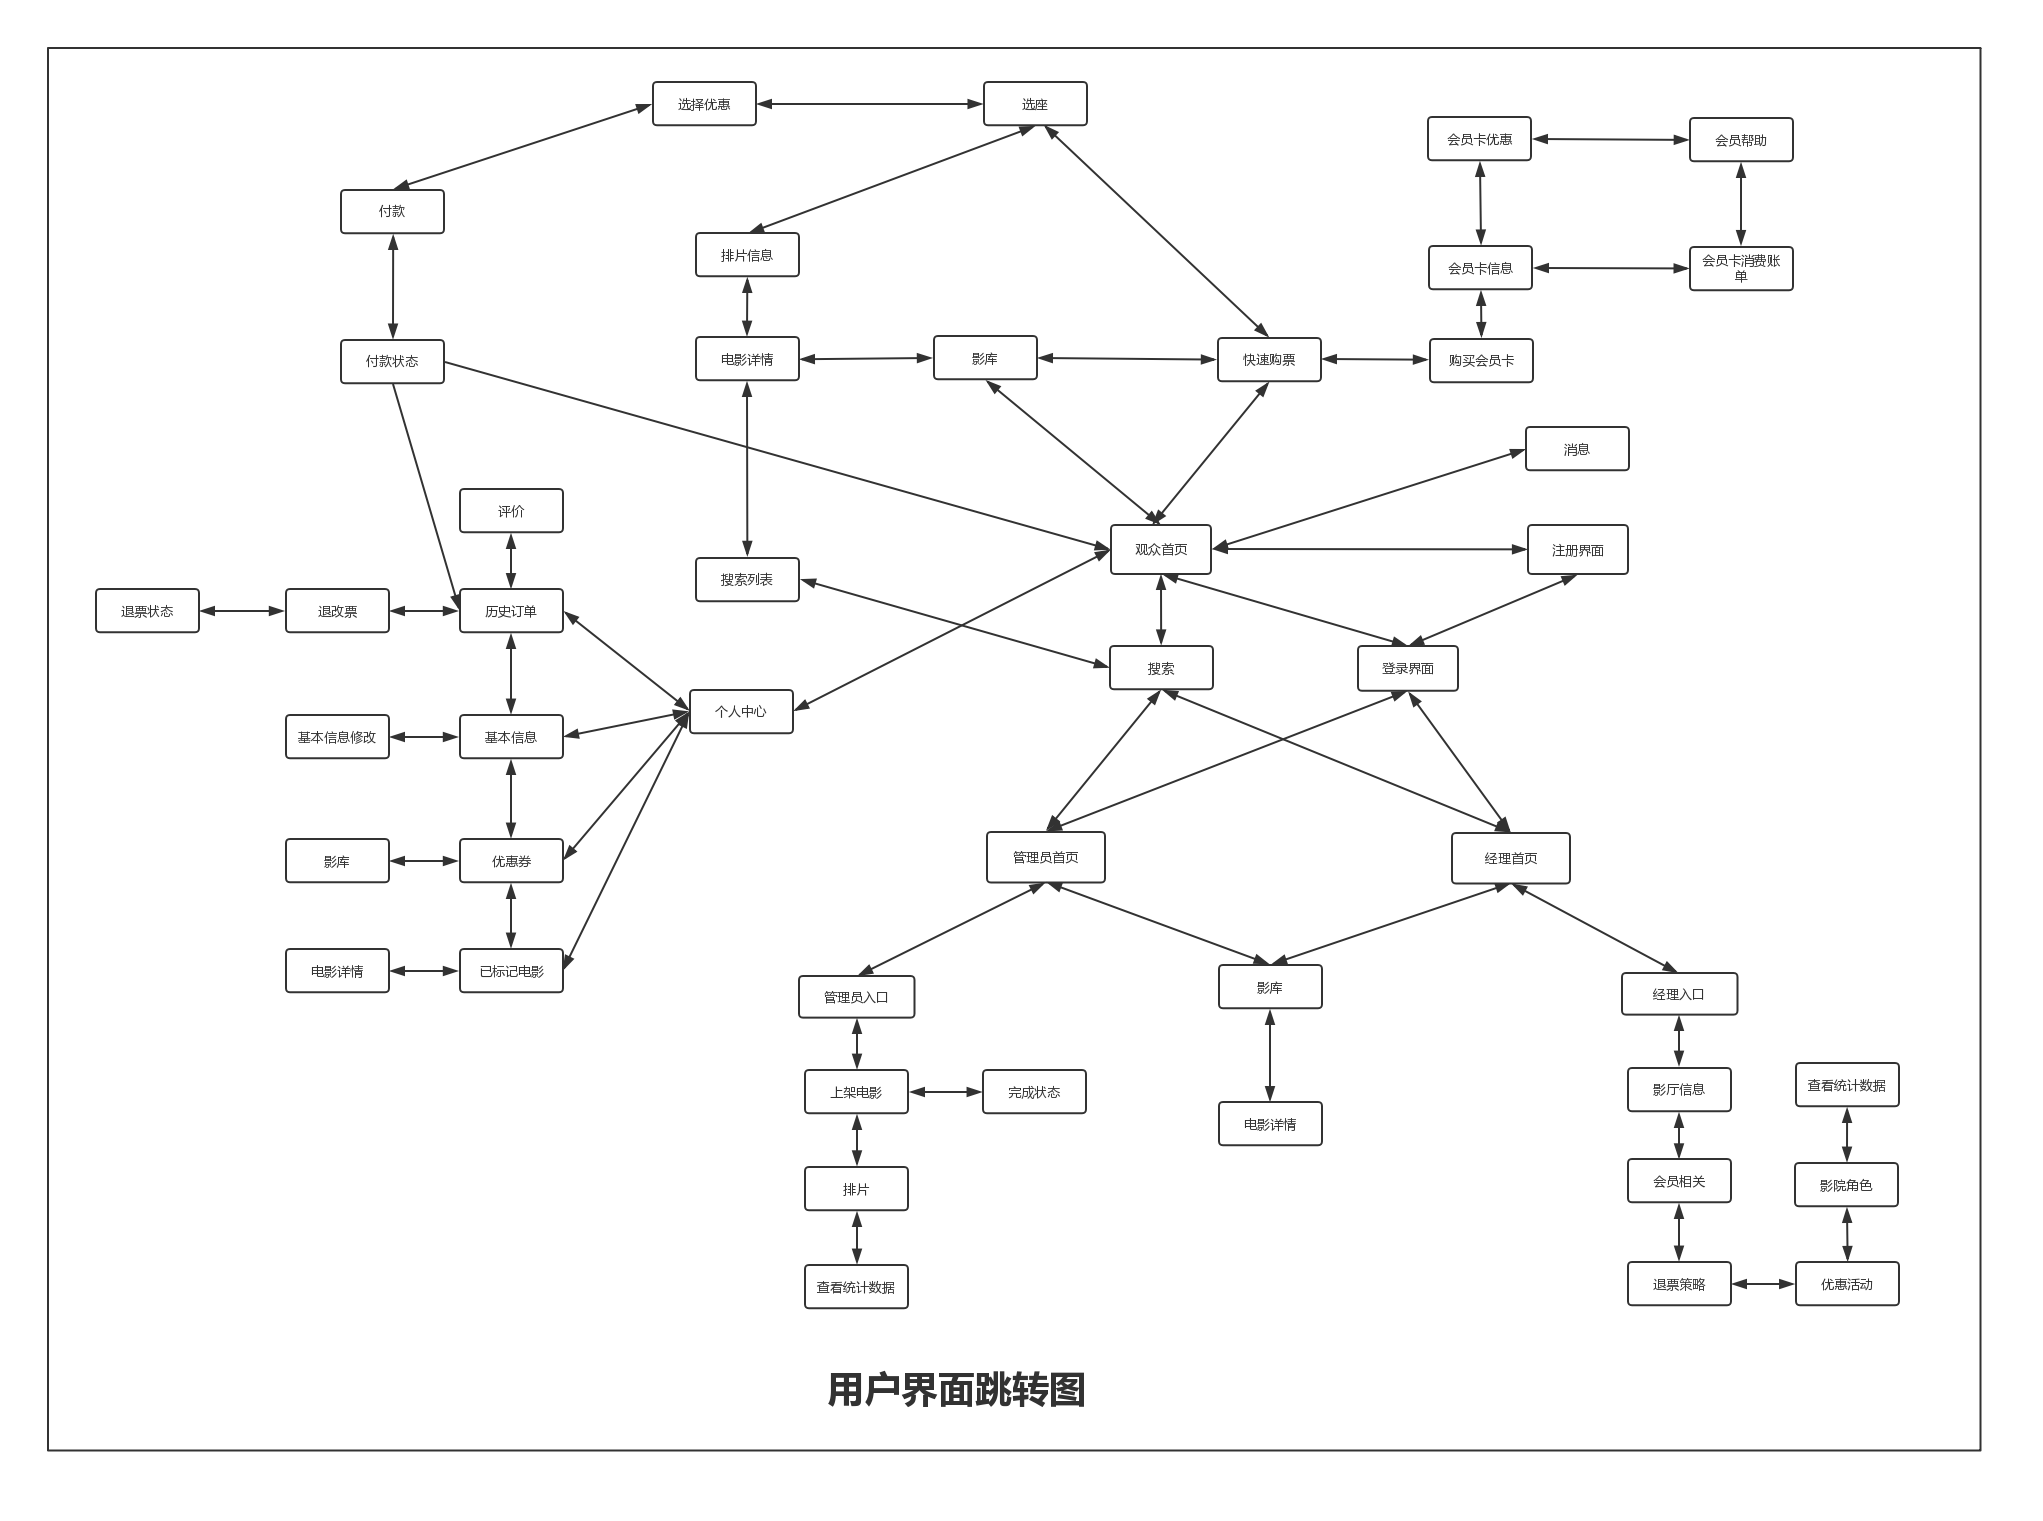 选择优惠
选座
会员卡优惠
会员帮助
付款
排片信息
会员卡信息
会员卡消费账
单
付款状态
电影详情
影库
快速购票
购买会员卡
消息
评价
观众首页
注册界面
搜索列表
退票状态
退改票
历史订单
搜索
登录界面
个人中心
基本信息修改
基本信息
影库
优惠券
管理员首页
经理首页
电影详情
已标记电影
管理员入口
影库
经理入口
上架电影
完成状态
电影详情
影厅信息
查看统计数据
排片
会员相关
影院角色
查看统计数据
退票策略
优惠活动
用户界面跳转图